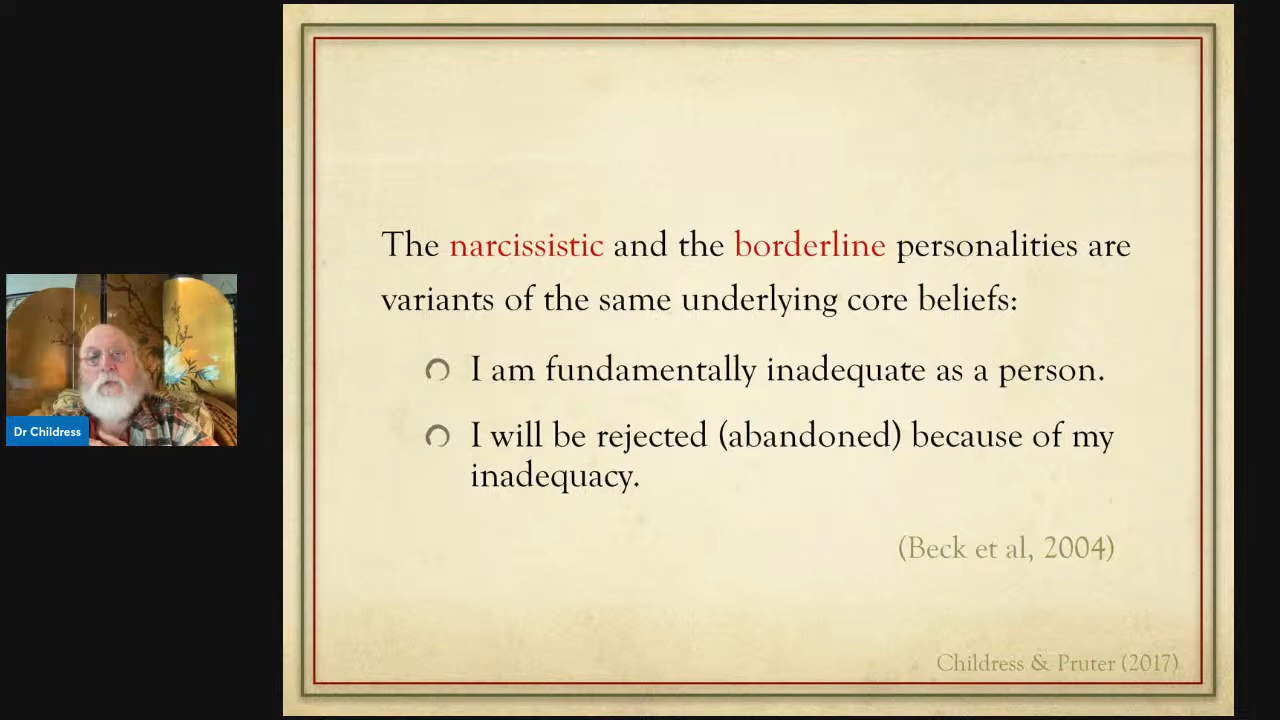 The narcissistic and the borderline personalities are
variants of the same underlying core beliefs:
I am fundamentally inadequate as a person.
I will be rejected (abandoned) because of my
inadequacy.
(Beck et al, 2004)
Childress & Pruter (2017)
Dr Childress